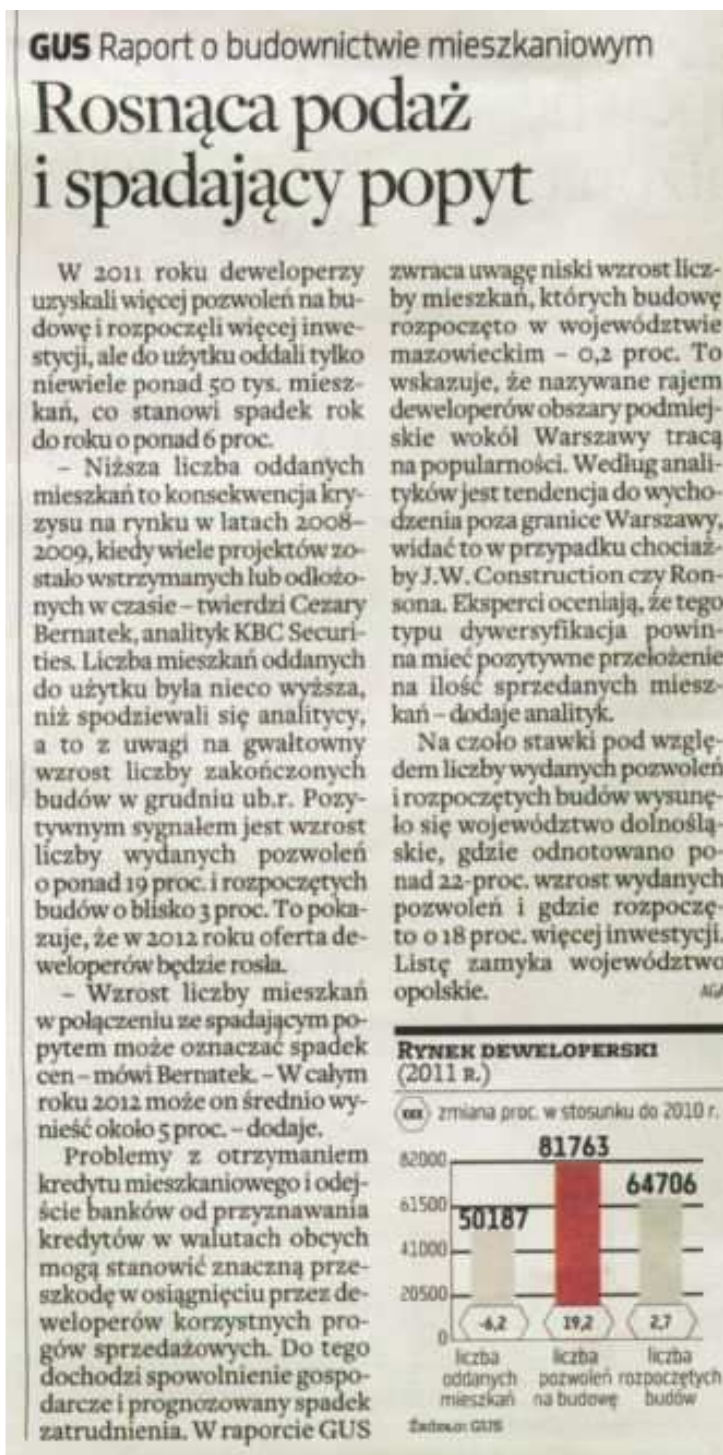 GUS Raport o budownictwie mieszkaniowym
Rosnąca podaż
i spadający popyt
W 2011 roku deweloperzy
uzyskali więcej pozwoleń na bu-
dowę i rozpoczęli więcej inwe-
stycji, ale do użytku oddali tylko
niewiele ponad 50 tys. miesz-
kań, co stanowi spadek rok
do roku o ponad 6 proc.
– Niższa liczba oddanych
mieszkań to konsekwencja kry-
zysu na rynku w latach 2008–
2009, kiedy wiele projektów zo-
stało wstrzymanych lub odłożo-
nych w czasie – twierdzi Cezary
Bernatek, analityk KBC Securi-
ties. Liczba mieszkań oddanych
do użytku była nieco wyższa,
niż spodziewali się analitycy,
a to z uwagi na gwałtowny
wzrost liczby zakończonych
budów w grudniu ub.r. Pozy-
tywnym sygnałem jest wzrost
liczby wydanych pozwoleń
o ponad 19 proc. i rozpoczętych
budów o blisko 3 proc. To poka-
zuje, że w 2012 roku oferta de-
weloperów będzie rosła.
– Wzrost liczby mieszkań
w połączeniu ze spadającym po-
pytem może oznaczać spadek
cen – mówi Bernatek. – W całym
roku 2012 może on średnio wy-
nieść około 5 proc. – dodaje.
Problemy z otrzymaniem
kredytu mieszkaniowego i odej-
ście banków od przyznawania
kredytów w walutach obcych
mogą stanowić znaczną prze-
szkodę w osiągnięciu przez de-
weloperów korzystnych pro-
gów sprzedażowych. Do tego
dochodzi spowolnienie gospo-
darcze i prognozowany spadek
zatrudnienia. W raporcie GUS
zwraca uwagę niski wzrost licz-
by mieszkań, których budowę
rozpoczęto w województwie
mazowieckim – 0,2 proc. To
wskazuje, że nazywane rajem
deweloperów obszary podmiej-
skie wokół Warszawy tracą
na popularności. Według anali-
tyków jest tendencja do wycho-
dzenia poza granice Warszawy,
widać to w przypadku chociaż-
by J.W. Construction czy Ron-
sona. Eksperci oceniają, że tego
typu dywersyfikacja powin-
na mieć pozytywne przełożenie
na ilość sprzedanych miesz-
kań – dodaje analityk.
Na czoło stawki pod wzglę-
dem liczby wydanych pozwoleń
i rozpoczętych budów wysunę-
ło się województwo dolnoślą-
skie, gdzie odnotowano po-
nad 22-proc. wzrost wydanych
pozwoleń i gdzie rozpoczę-
to o 18 proc. więcej inwestycji.
Listę zamyka województwo
opolskie. AGA
RYNEK DEWELOPERSKI
(2011 R.)
xxx zmiana proc. w stosunku do 2010 r.
82000
61500
41000
20500
0
50187
81763
64706
-6,2
19,2
2,7
liczba
oddanych
mieszkań
liczba
pozwoleń
na budowę
liczba
rozpoczętych
budów
Źródło: GUS